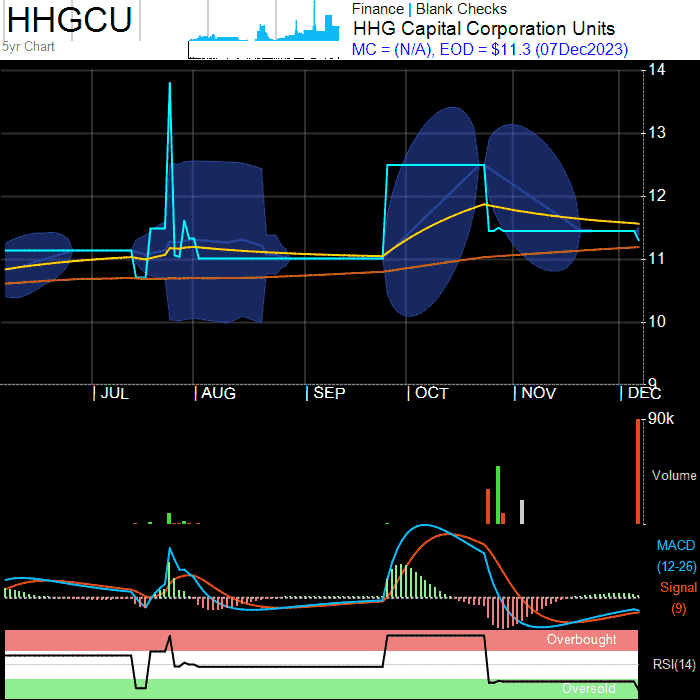 HHGCU
5yr Chart
Finance | Blank Checks
HHG Capital Corporation Units
MC = (N/A), EOD = $11.3 (07Dec2023)
14
13
12
11
10
9
| JUL | AUG | SEP | OCT | NOV | DEC
90k
Volume
MACD
(12-26)
Signal
(9)
Overbought
RSI(14)
Oversold